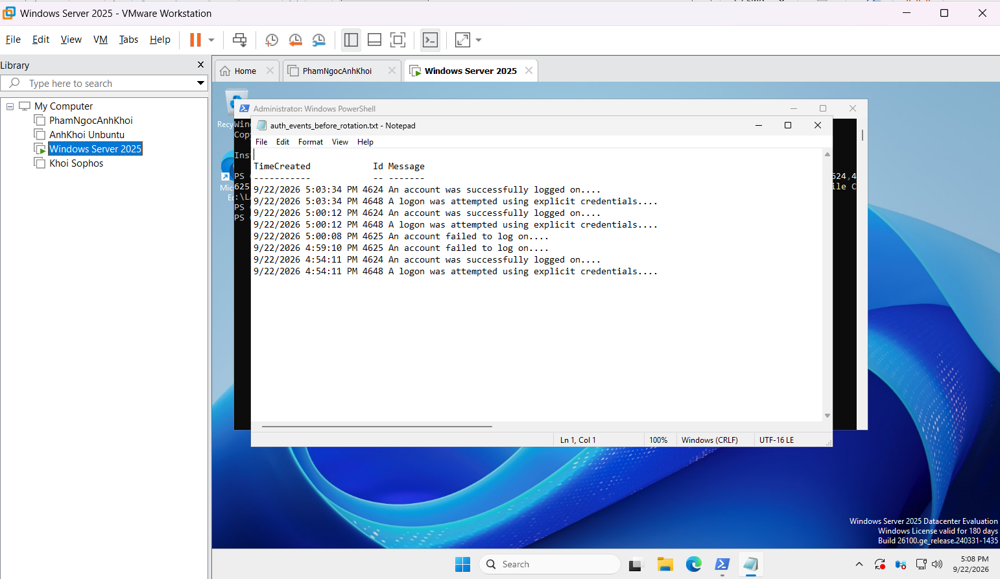 Windows Server 2025 - VMware Workstation
File Edit View VM Tabs Help
Library
Type here to search
My Computer
PhamNgocAnhKhoi
AnhKhoi Unbuntu
Windows Server 2025
Khoi Sophos
Home
PhamNgocAnhKhoi
Windows Server 2025
Administrator: Windows PowerShell
auth_events_before_rotation.txt - Notepad
File Edit Format View Help
TimeCreated Id Message
----------- -- -------
9/22/2026 5:03:34 PM 4624 An account was successfully logged on....
9/22/2026 5:03:34 PM 4648 A logon was attempted using explicit credentials....
9/22/2026 5:00:12 PM 4624 An account was successfully logged on....
9/22/2026 5:00:12 PM 4648 A logon was attempted using explicit credentials....
9/22/2026 5:00:08 PM 4625 An account failed to log on....
9/22/2026 4:59:10 PM 4625 An account failed to log on....
9/22/2026 4:54:11 PM 4624 An account was successfully logged on....
9/22/2026 4:54:11 PM 4648 A logon was attempted using explicit credentials....
Ln 1, Col 1 100% Windows (CRLF) UTF-16 LE
PS
625
PS
PS
Windows Server 2025 Datacenter Evaluation
Windows License valid for 180 days
Build 26100.ge_release.240331-1435
Search
5:08 PM
9/22/2026